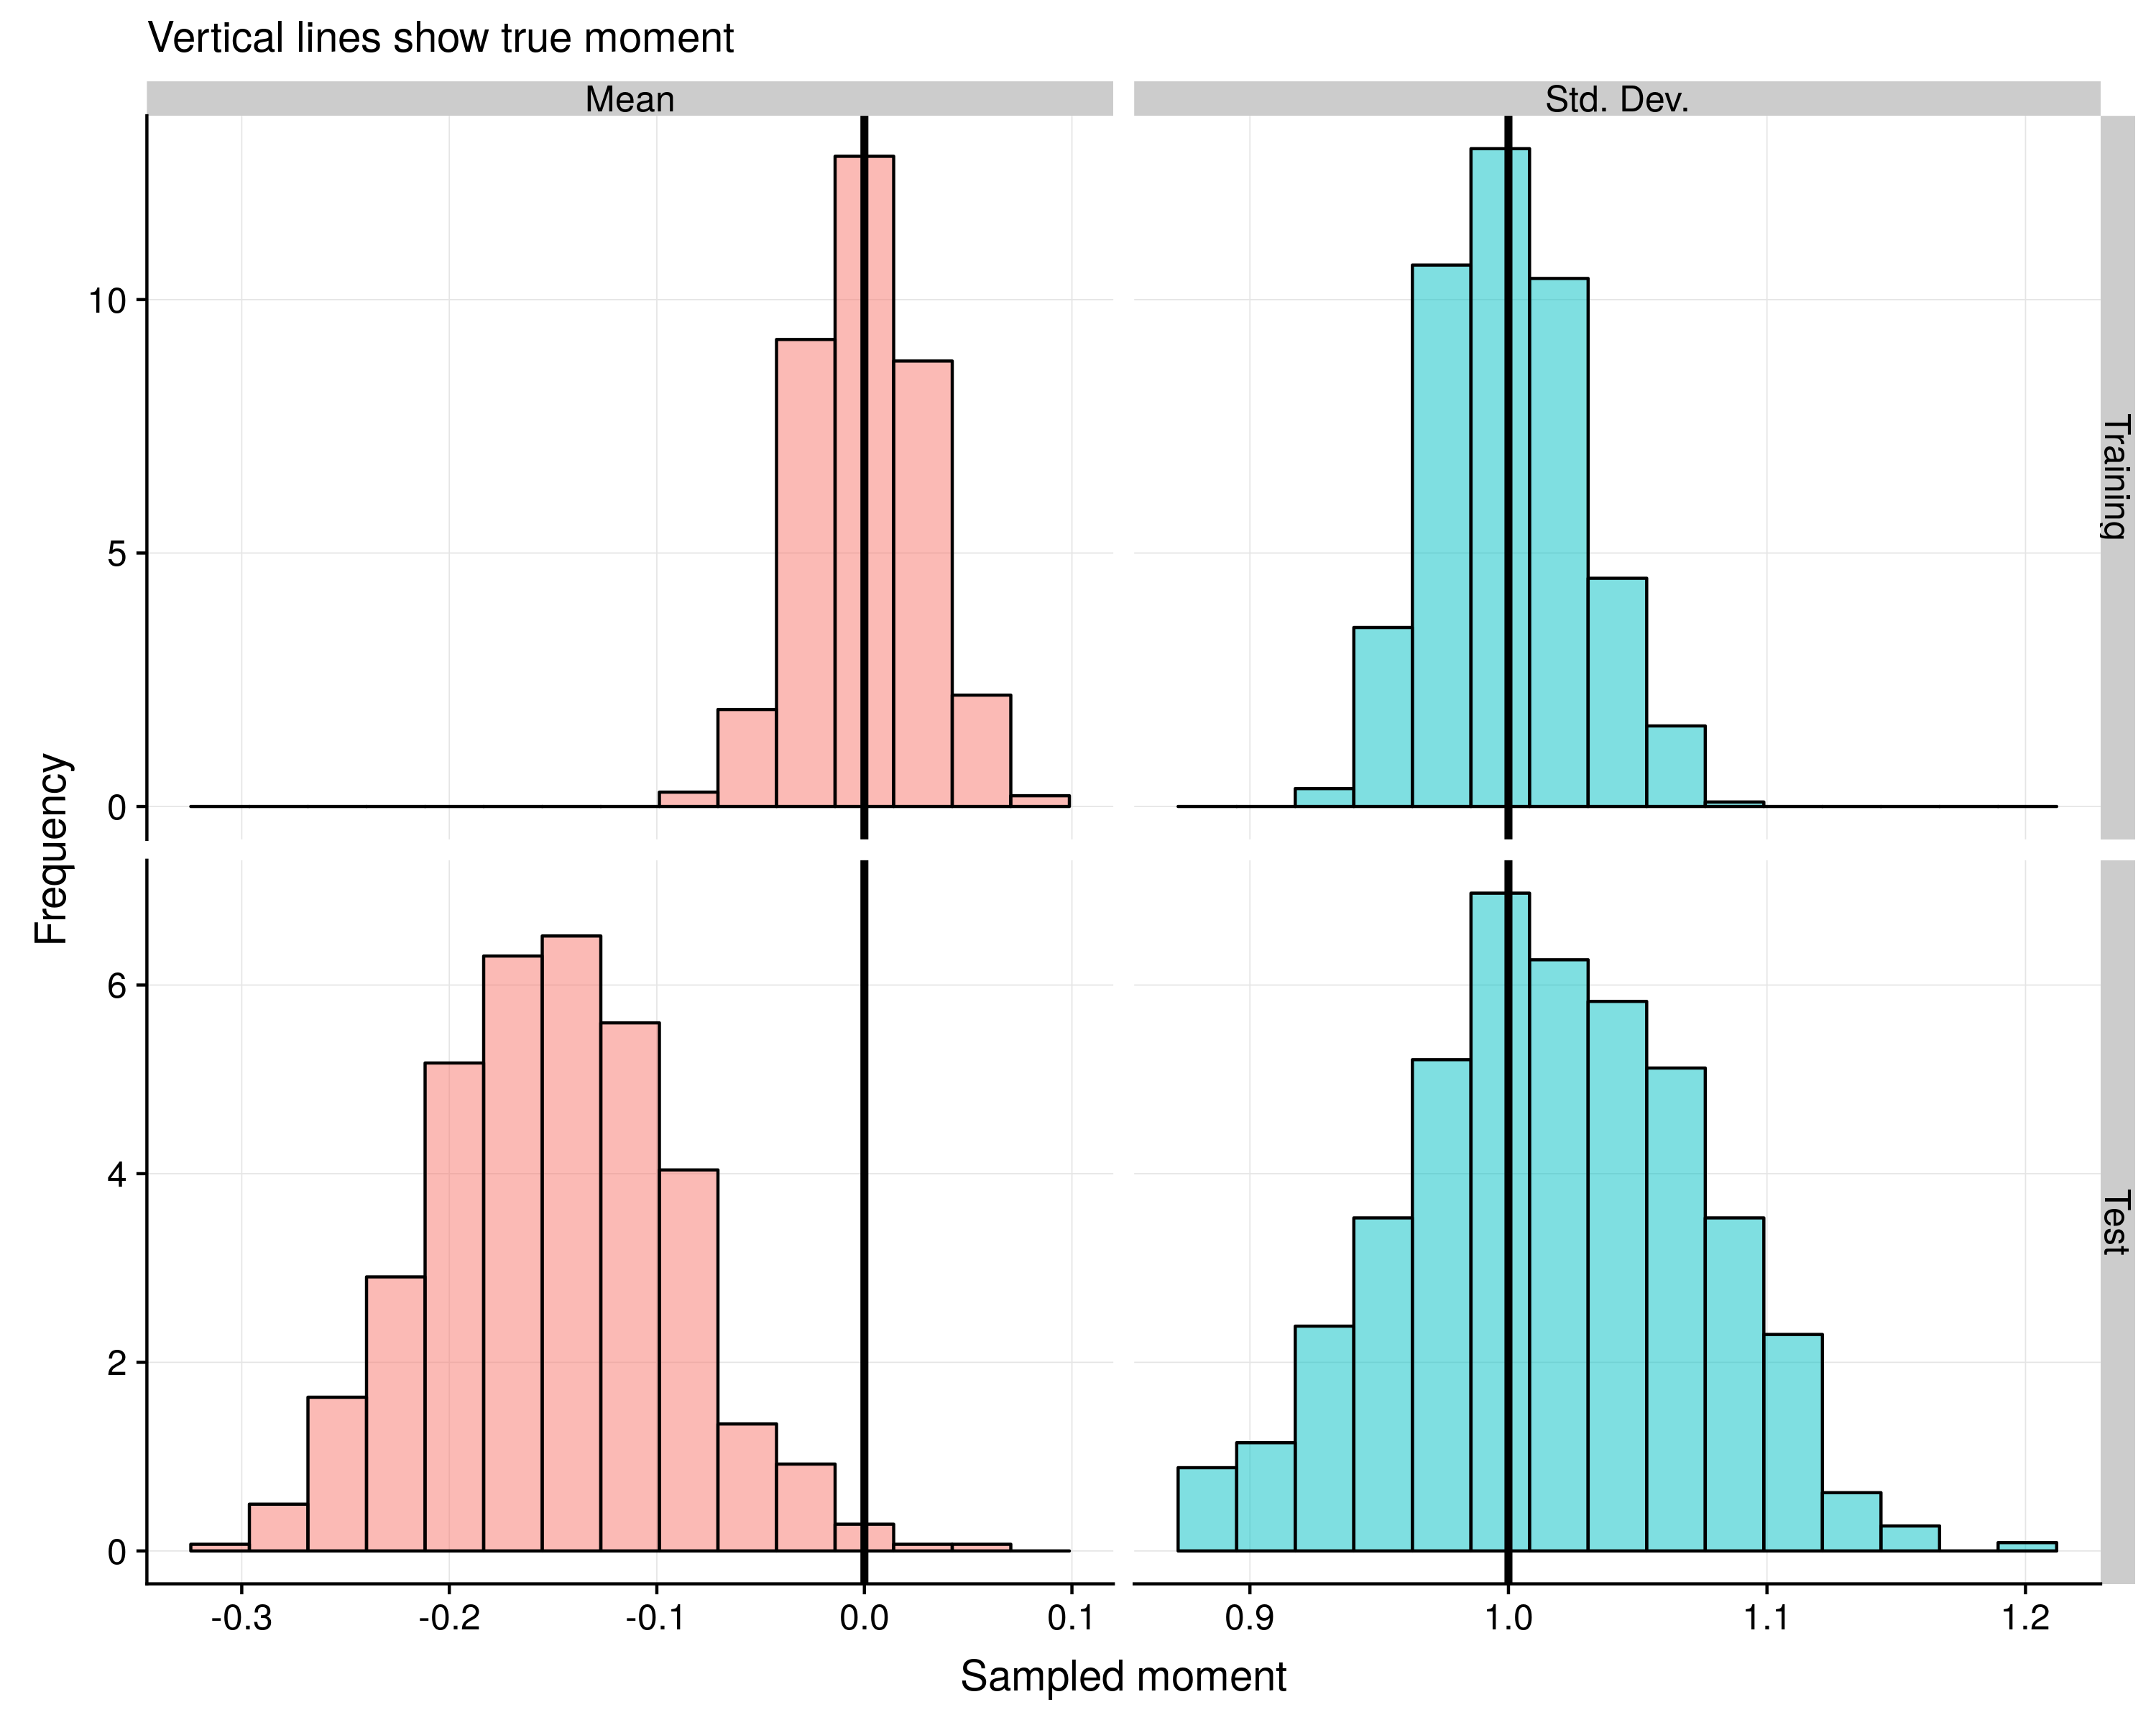 Vertical lines show true moment
Mean
Std. Dev.
Training
Test
Frequency
10
5
0
6
4
2
0
-0.3
-0.2
-0.1
0.0
0.1
0.9
1.0
1.1
1.2
Sampled moment